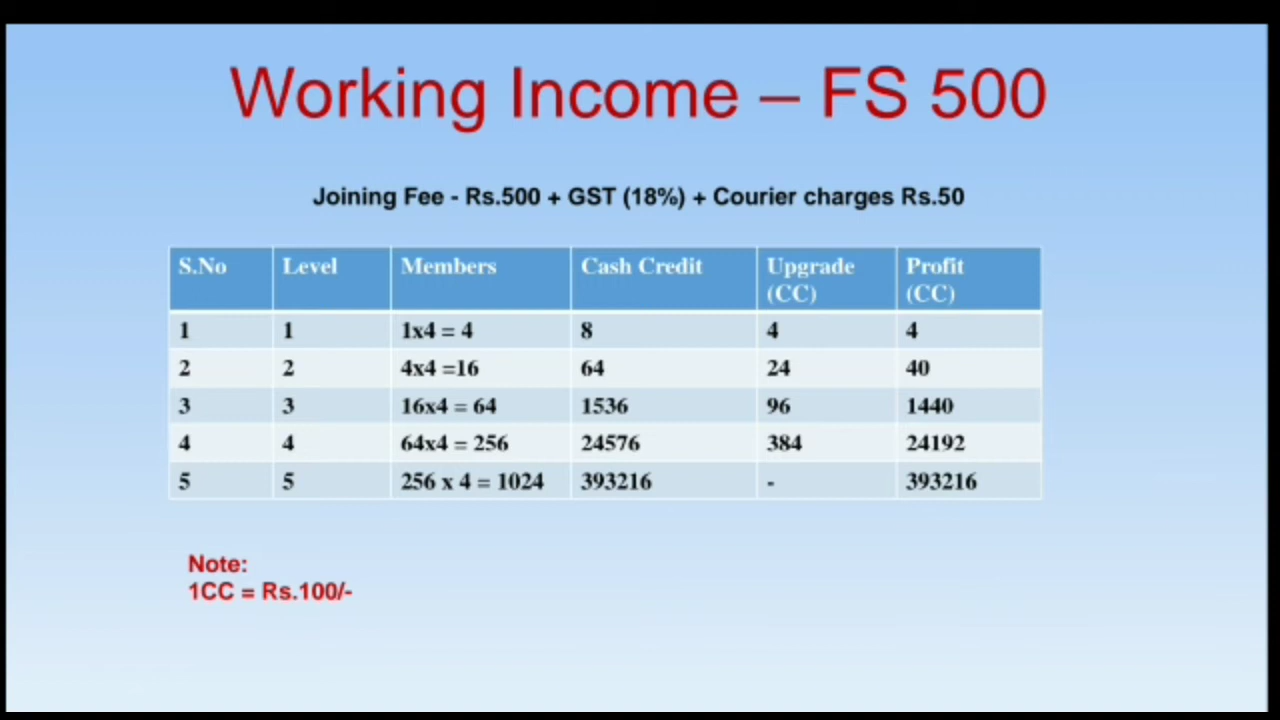 Working Income – FS 500
Joining Fee - Rs.500 + GST (18%) + Courier charges Rs.50
S.No Level Members Cash Credit Upgrade (CC) Profit (CC)
1 1 1x4 = 4 8 4 4
2 2 4x4 =16 64 24 40
3 3 16x4 = 64 1536 96 1440
4 4 64x4 = 256 24576 384 24192
5 5 256 x 4 = 1024 393216 - 393216
Note:
1CC = Rs.100/-